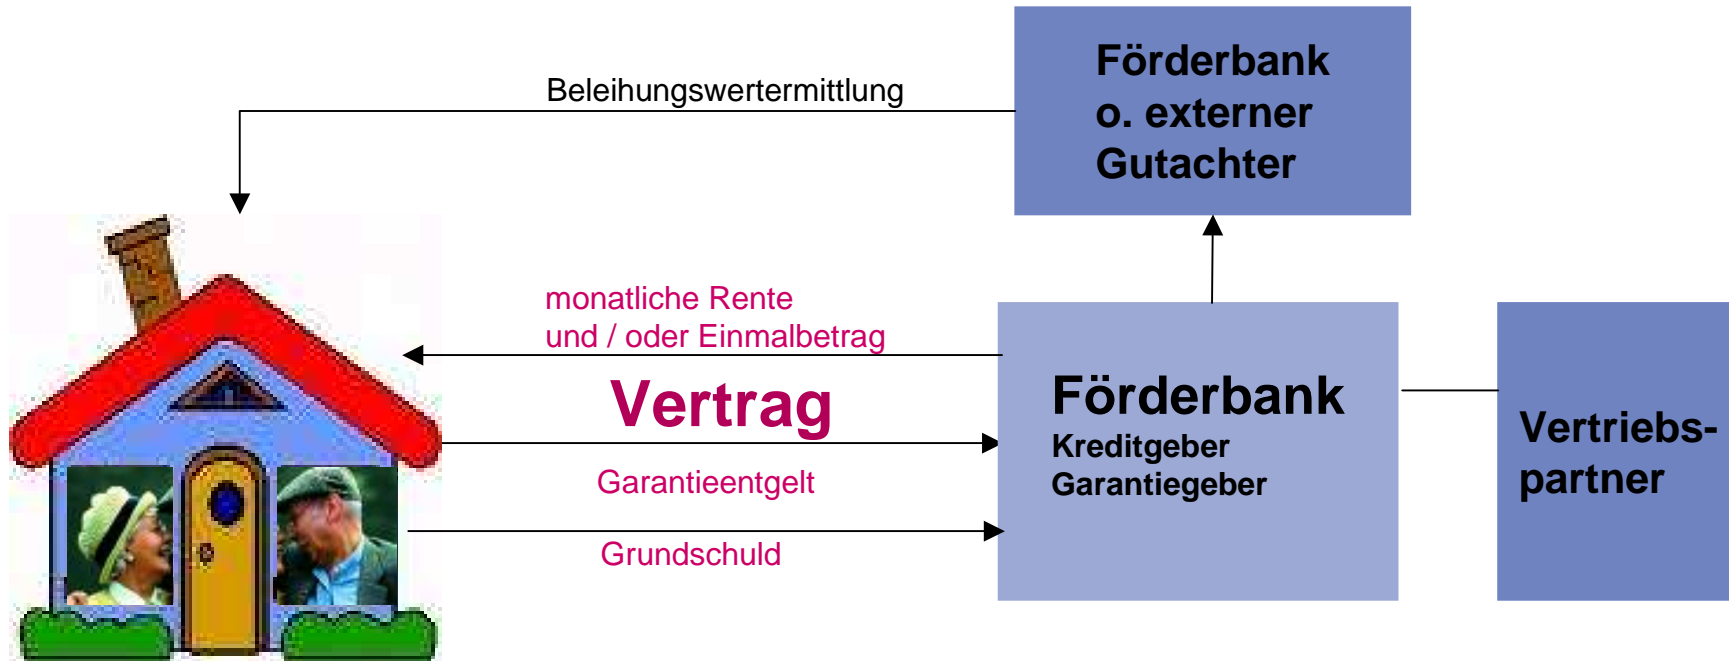 Förderbank
o. externer
Gutachter
Beleihungswertermittlung
monatliche Rente
und / oder Einmalbetrag
Vertrag
Garantieentgelt
Grundschuld
Förderbank
Kreditgeber
Garantiegeber
Vertriebs-
partner